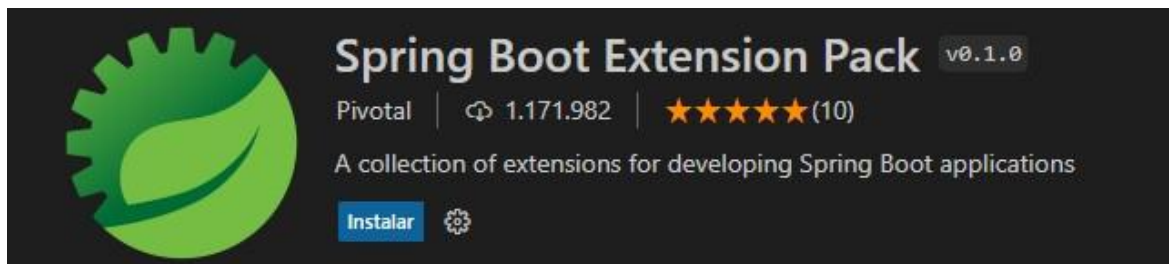 Spring Boot Extension Pack v0.1.0
Pivotal 1.171.982 ★★★★★(10)
A collection of extensions for developing Spring Boot applications
Instalar